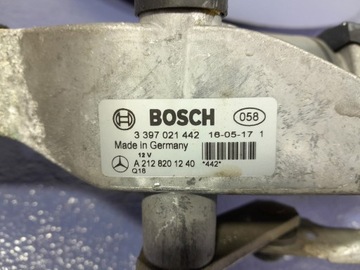 BOSCH 058
3 397 021 442 16-05-17 1
Made in Germany
12 V
A 212 820 12 40 *442*
Q18